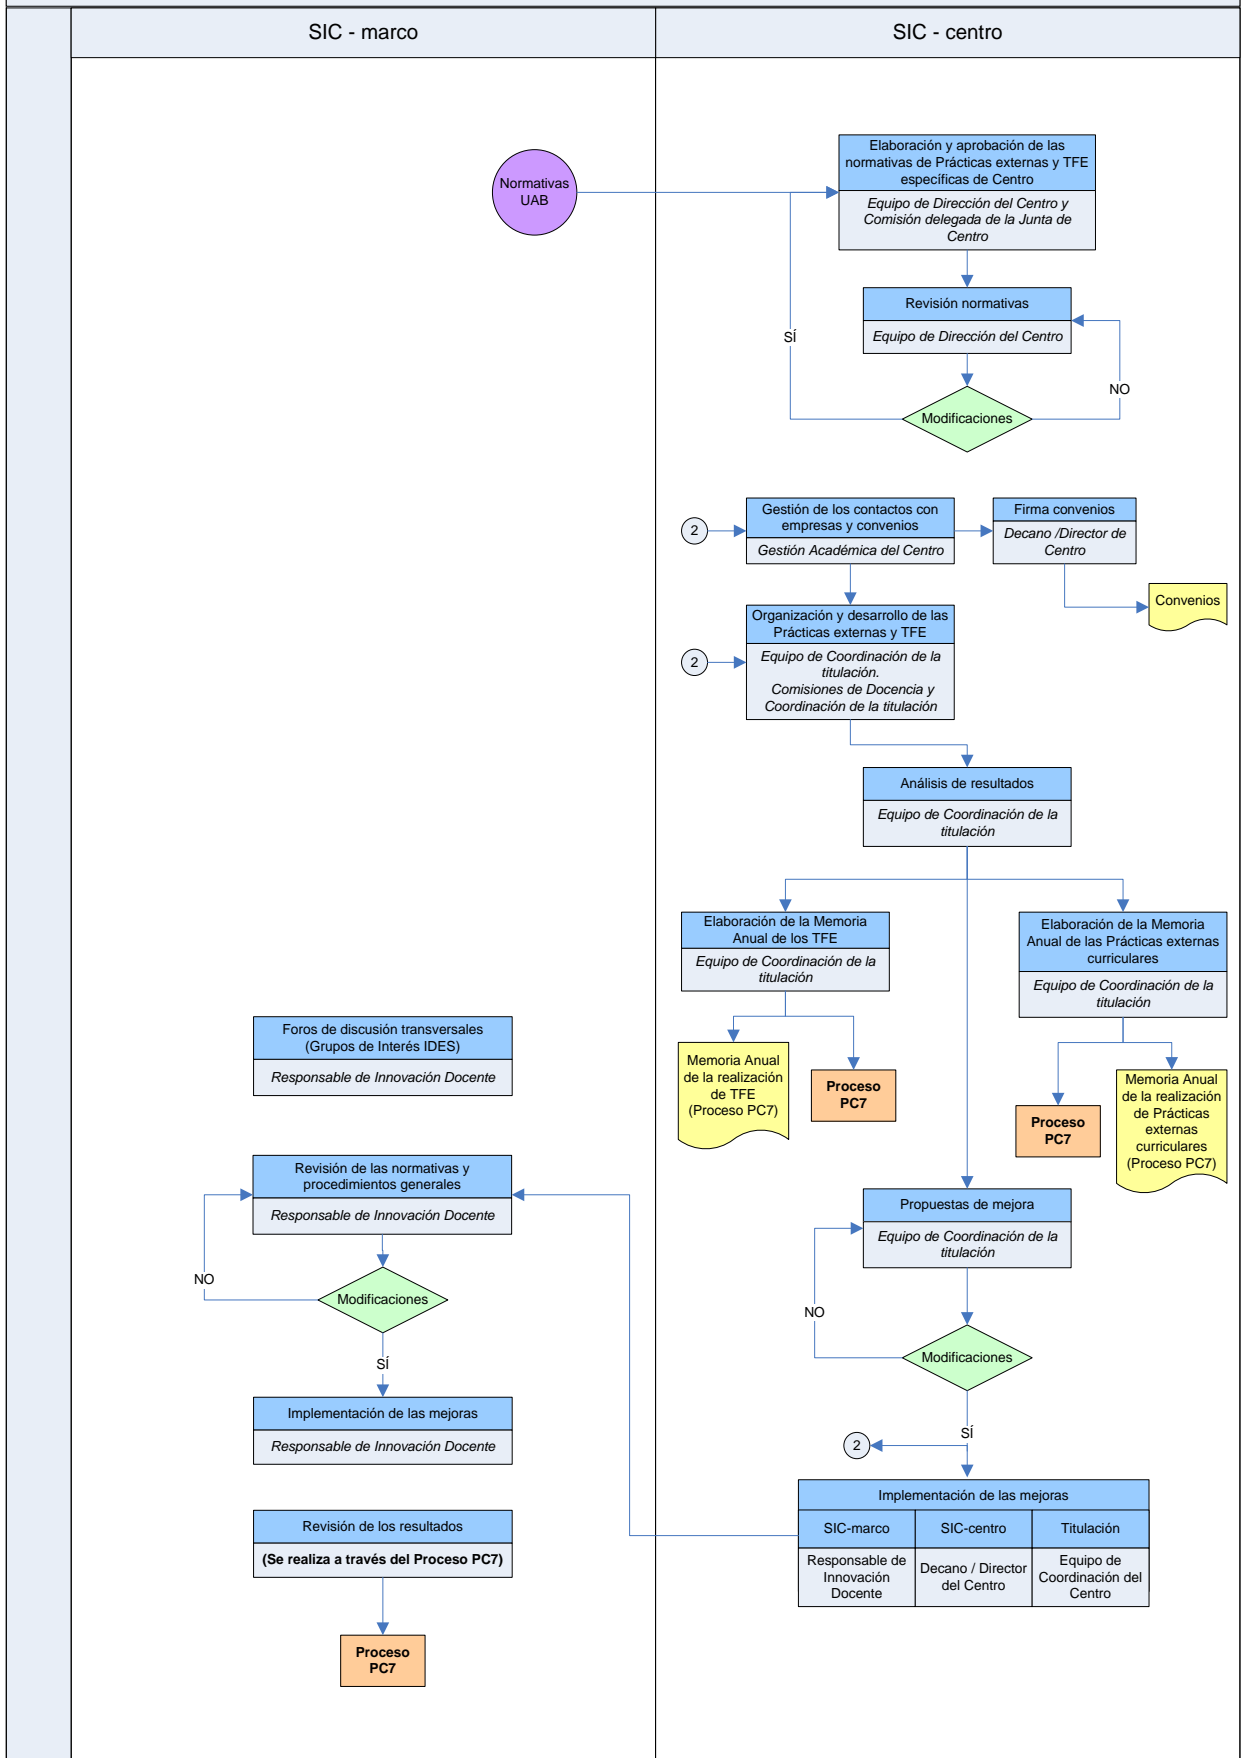 SIC - marco
SIC - centro
Normativas
UAB
Elaboración y aprobación de las
normativas de Prácticas externas y TFE
específicas de Centro
Equipo de Dirección del Centro y
Comisión delegada de la Junta de
Centro
Revisión normativas
Equipo de Dirección del Centro
SÍ
NO
Modificaciones
2
Gestión de los contactos con
empresas y convenios
Gestión Académica del Centro
Firma convenios
Decano /Director de
Centro
Convenios
2
Organización y desarrollo de las
Prácticas externas y TFE
Equipo de Coordinación de la
titulación.
Comisiones de Docencia y
Coordinación de la titulación
Análisis de resultados
Equipo de Coordinación de la
titulación
Elaboración de la Memoria
Anual de los TFE
Equipo de Coordinación de la
titulación
Elaboración de la Memoria
Anual de las Prácticas externas
curriculares
Equipo de Coordinación de la
titulación
Memoria Anual
de la realización
de TFE
(Proceso PC7)
Proceso
PC7
Proceso
PC7
Memoria Anual
de la realización
de Prácticas
externas
curriculares
(Proceso PC7)
Foros de discusión transversales
(Grupos de Interés IDES)
Responsable de Innovación Docente
Revisión de las normativas y
procedimientos generales
Responsable de Innovación Docente
NO
Modificaciones
SÍ
Implementación de las mejoras
Responsable de Innovación Docente
Revisión de los resultados
(Se realiza a través del Proceso PC7)
Proceso
PC7
Propuestas de mejora
Equipo de Coordinación de la
titulación
NO
Modificaciones
SÍ
2
Implementación de las mejoras
SIC-marco
SIC-centro
Titulación
Responsable de
Innovación
Docente
Decano / Director
del Centro
Equipo de
Coordinación del
Centro